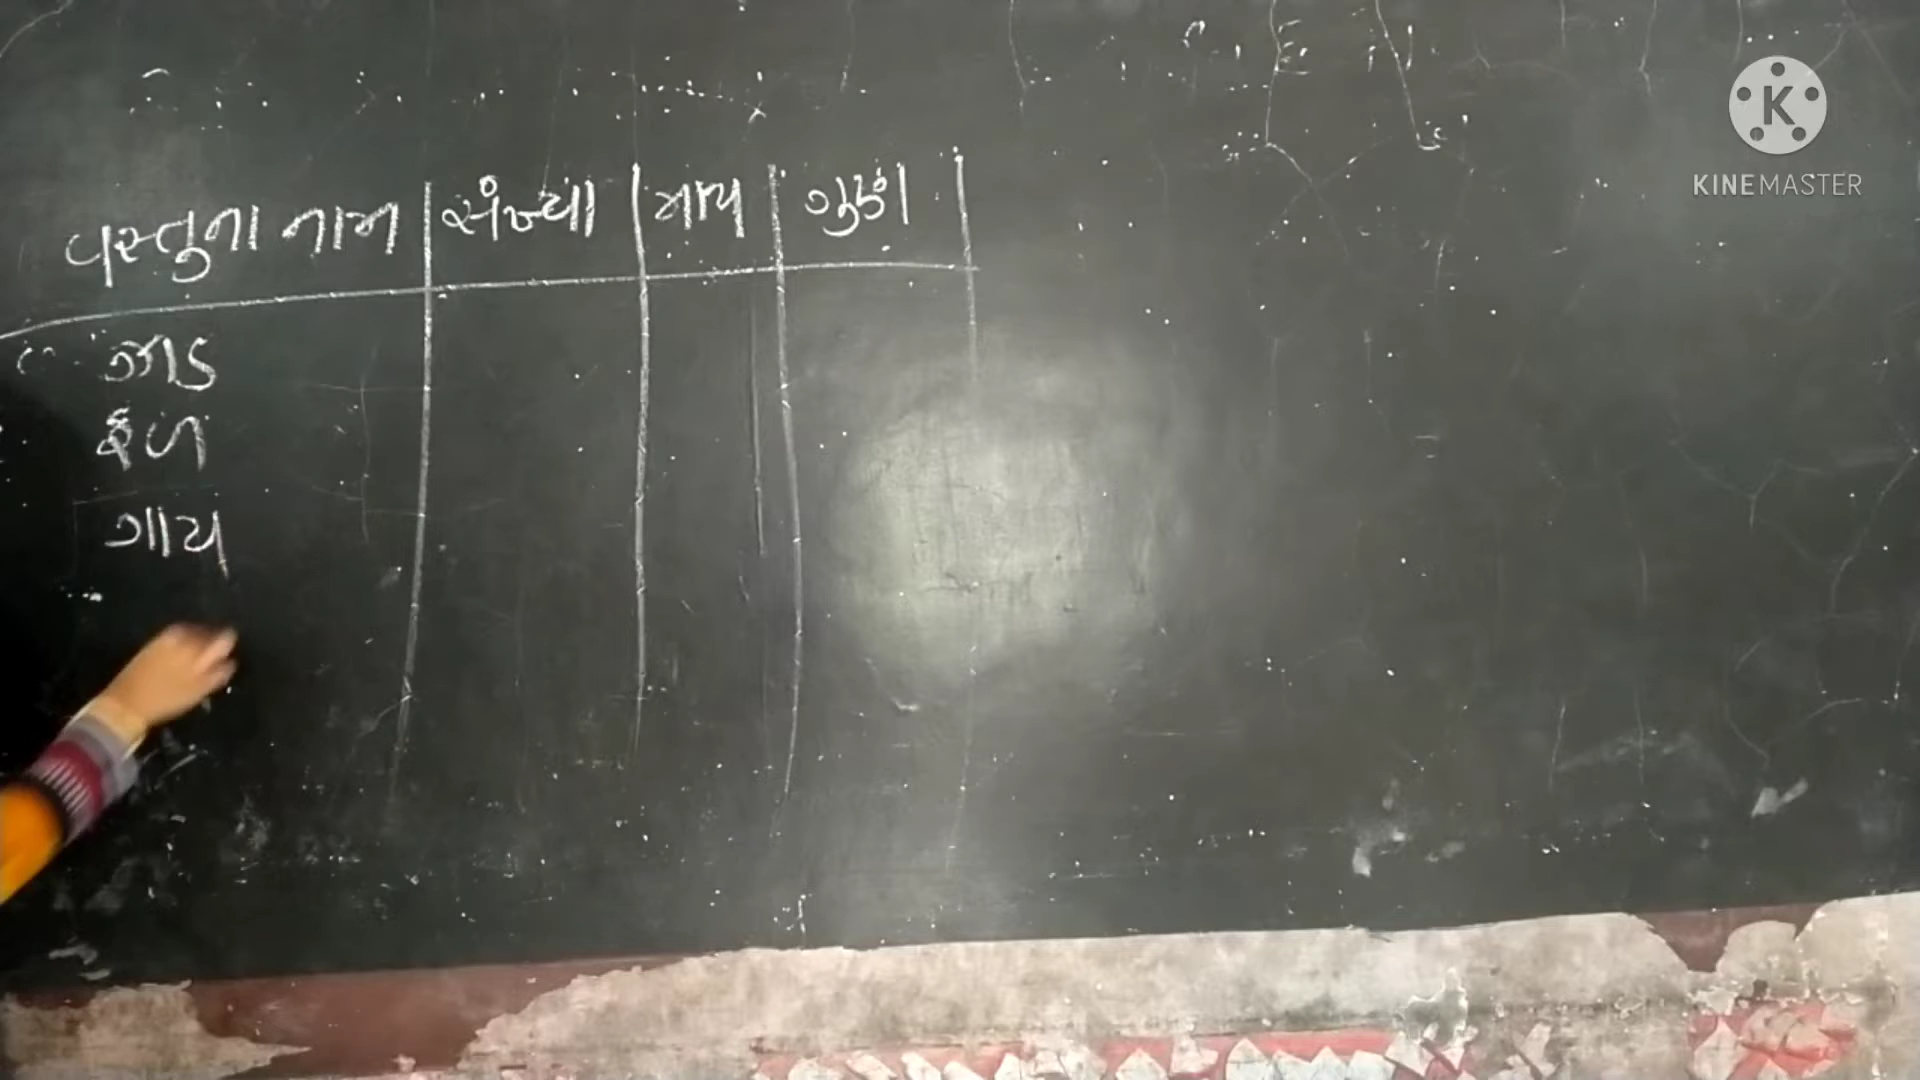 વસ્તુના નામ સંખ્યા માપ ગુણ
ઝાડ
ફળ
ગાય
K
KINEMASTER